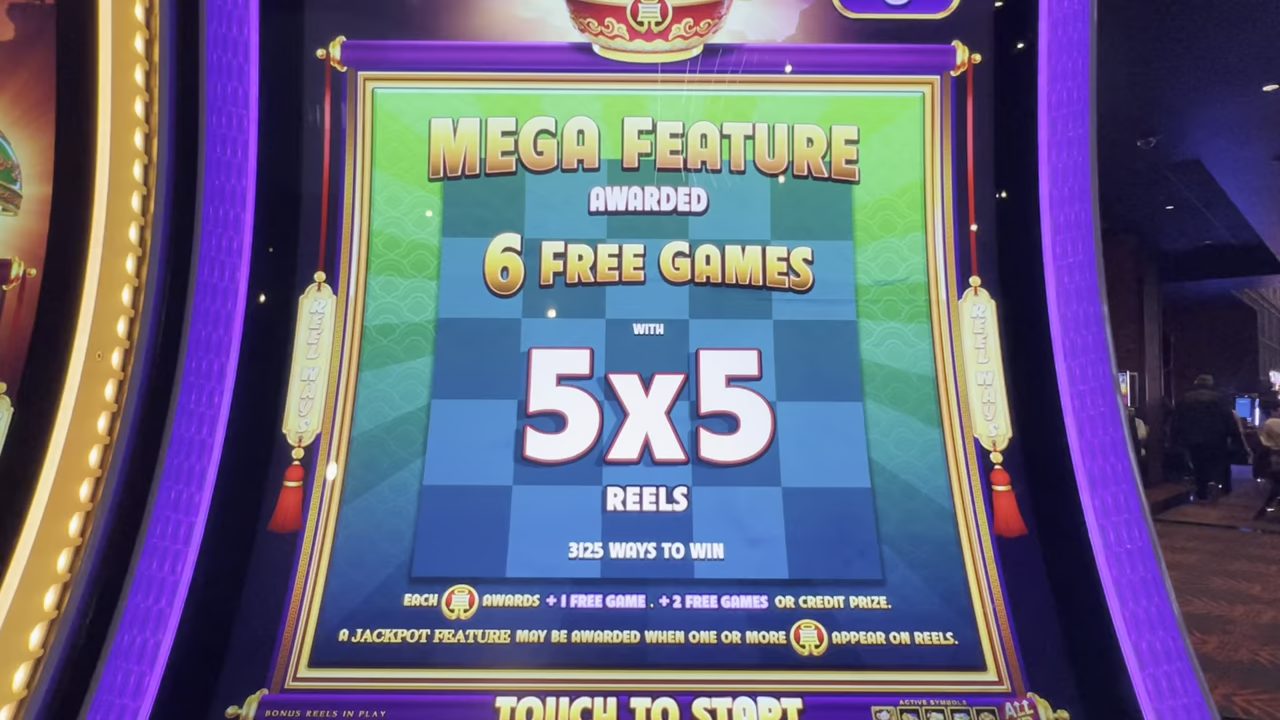 MEGA FEATURE
AWARDED
6 FREE GAMES
WITH
5x5
REELS
3125 WAYS TO WIN
EACH AWARDS +1 FREE GAME. +2 FREE GAMES OR CREDIT PRIZE.
A JACKPOT FEATURE MAY BE AWARDED WHEN ONE OR MORE APPEAR ON REELS.
REEL WAYS
REEL WAYS
TOUCH TO START
BONUS REELS IN PLAY
ACTIVE SYMBOLS
ALL